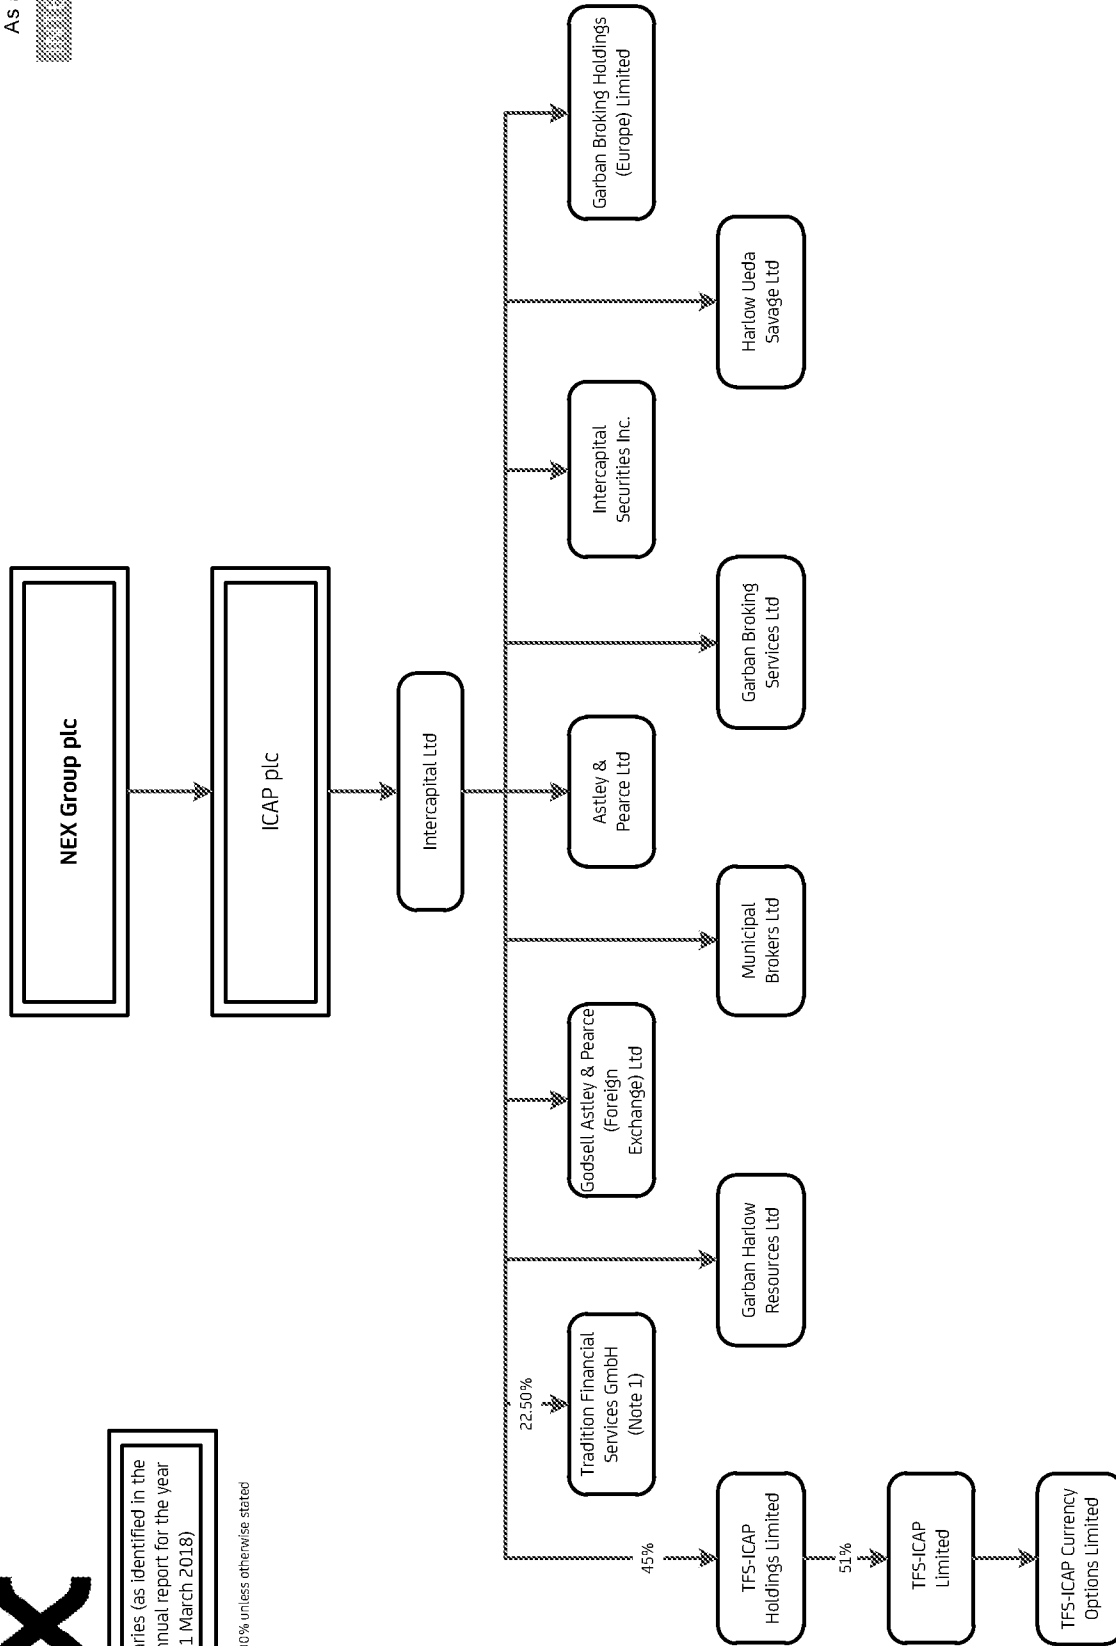 X
As
aries (as identified in the
nnual report for the year
1 March 2018)
00% unless otherwise stated
NEX Group plc
ICAP plc
Intercapital Ltd
22.50%
Tradition Financial
Services GmbH
(Note 1)
Godsell Astley & Pearce
(Foreign
Exchange) Ltd
Astley &
Pearce Ltd
Intercapital
Securities Inc.
Garban Broking Holdings
(Europe) Limited
45%
TFS-ICAP
Holdings Limited
Garban Harlow
Resources Ltd
Municipal
Brokers Ltd
Garban Broking
Services Ltd
Harlow Ueda
Savage Ltd
51%
TFS-ICAP
Limited
TFS-ICAP Currency
Options Limited